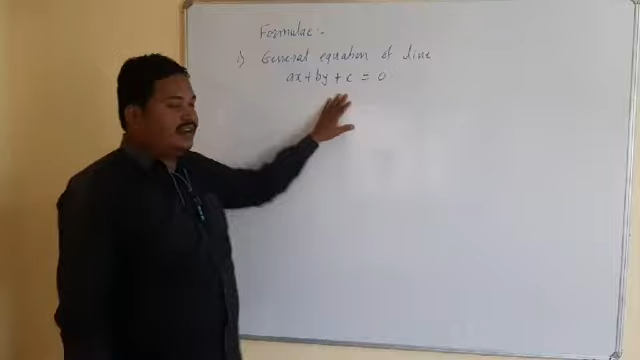 Formulae :-
1) General equation of line
ax + by + c = 0